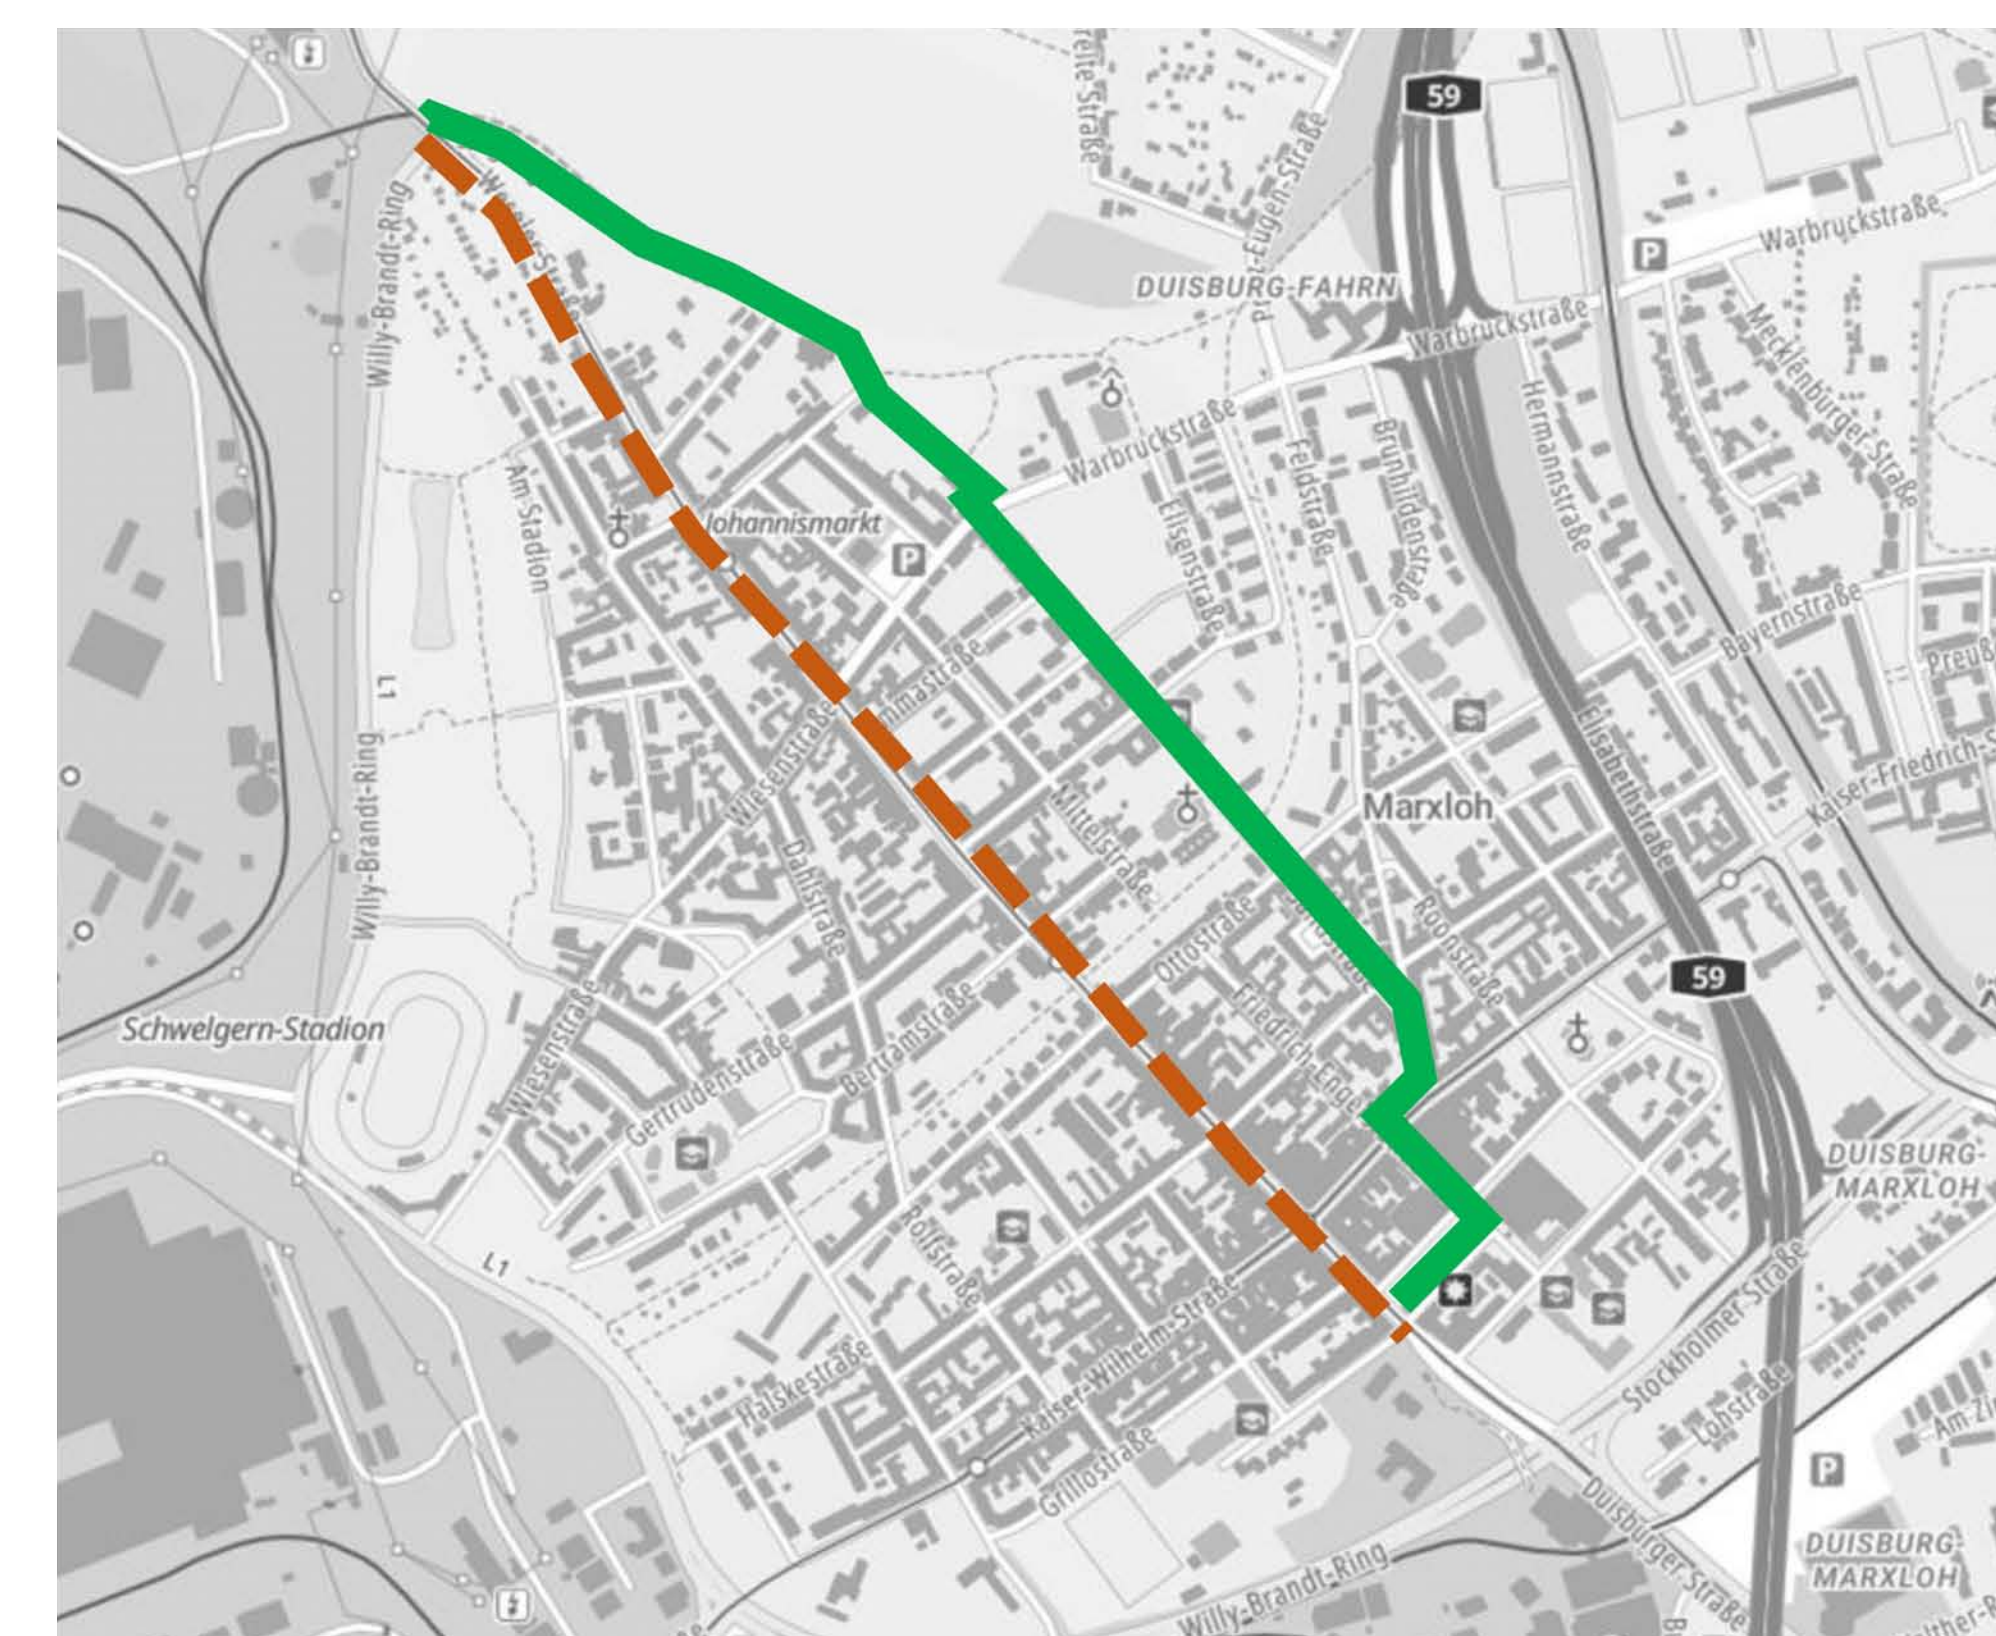 59
Warbruckstraße
DUISBURG-FAHRN
Willy-Brandt-Ring
Warbruckstraße
Mecklenburger-Straße
Warbruckstraße
Hermannstraße
Feldstraße
Brunhildenstraße
Am Stadion
Johannismarkt
P
P
Elisenstraße
Bayernstraße
L1
Wiesenstraße
Elisabethstraße
Kaiser-Friedrich-S
Marxloh
Mittelstraße
Willy-Brandt-Ring
Dahlstraße
Roonstraße
Ottostraße
59
Schwelgern-Stadion
Wiesenstraße
Bertramstraße
Gertrudenstraße
Friedrich-Enge
DUISBURG-
MARXLOH
L1
Rolfstraße
Stockholmer Straße
Kaiser-Wilhelm-Straße
Halskestraße
Lohstraße
Grillostraße
P
Duisburger Straße
Willy-Brandt-Ring
DUISBURG-
MARXLOH